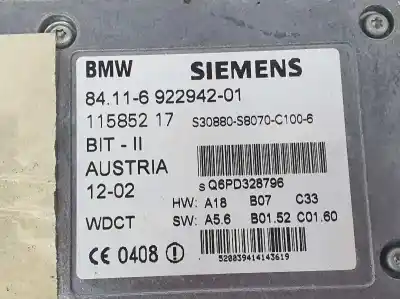 BMW SIEMENS
84.11-6 922942-01
115852 17 S30880-S8070-C100-6
BIT - II
AUSTRIA
12-02 S Q6PD328796
HW: A18 B07 C33
WDCT SW: A5.6 B01.52 C01.60
CE 0408
520839414143619